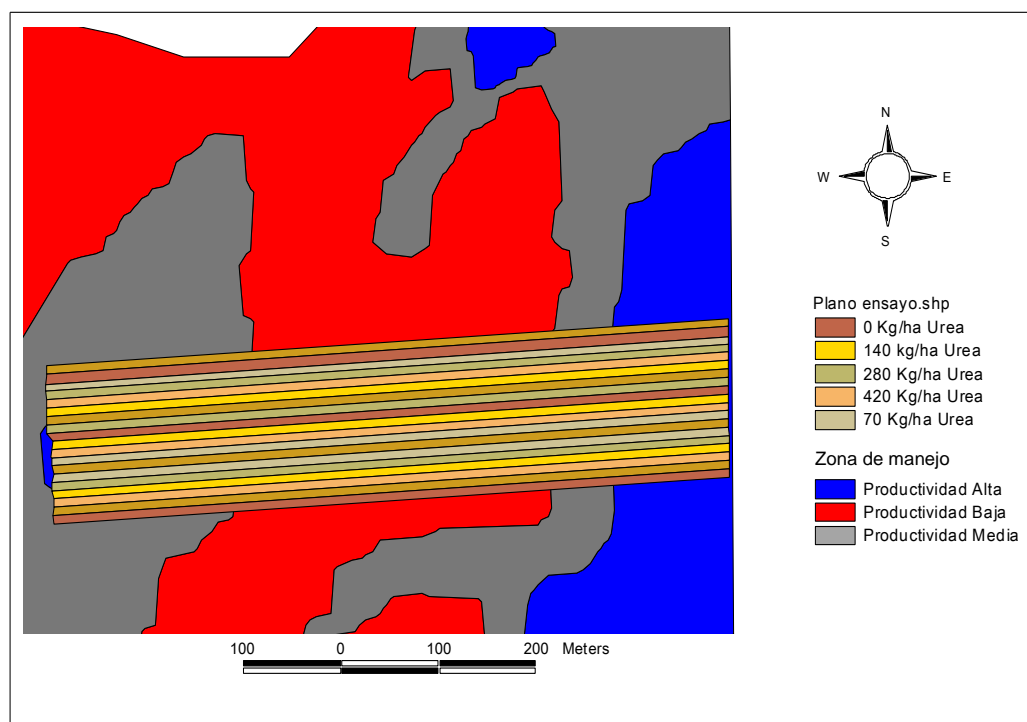 N
W E
S
Plano ensayo.shp
0 Kg/ha Urea
140 kg/ha Urea
280 Kg/ha Urea
420 Kg/ha Urea
70 Kg/ha Urea
Zona de manejo
Productividad Alta
Productividad Baja
Productividad Media
100 0 100 200 Meters